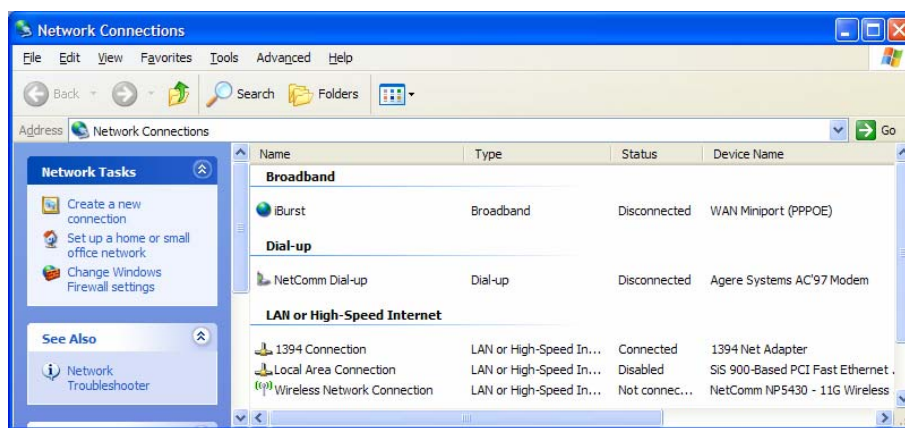 Network Connections
File Edit View Favorites Tools Advanced Help
Back Search Folders
Address Network Connections Go
Network Tasks
Create a new
connection
Set up a home or small
office network
Change Windows
Firewall settings
See Also
Network
Troubleshooter
Name Type Status Device Name
Broadband
iBurst Broadband Disconnected WAN Miniport (PPPOE)
Dial-up
NetComm Dial-up Dial-up Disconnected Agere Systems AC'97 Modem
LAN or High-Speed Internet
1394 Connection LAN or High-Speed In... Connected 1394 Net Adapter
Local Area Connection LAN or High-Speed In... Disabled SiS 900-Based PCI Fast Ethernet .
Wireless Network Connection LAN or High-Speed In... Not connec... NetComm NP5430 - 11G Wireless